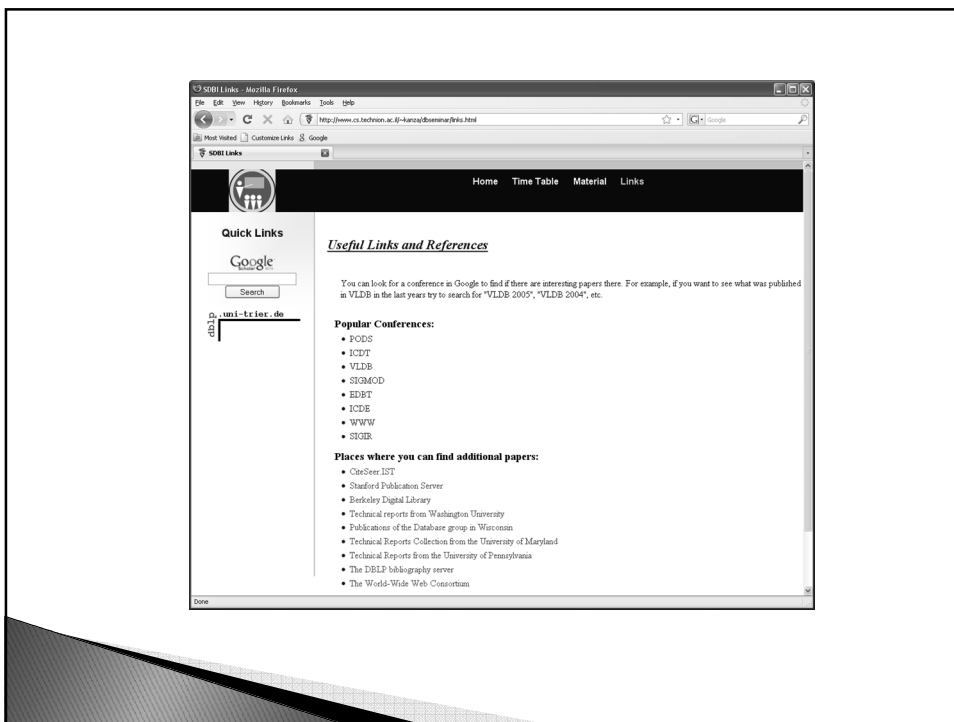 SDBI Links - Mozilla Firefox
File Edit View History Bookmarks Tools Help
http://www.cs.technion.ac.il/~kanza/dbseminar/links.html
Google
Most Visited Customize Links Google
SDBI Links
Home Time Table Material Links
Quick Links
Google
Scholar
Search
dblp.uni-trier.de
Useful Links and References
You can look for a conference in Google to find if there are interesting papers there. For example, if you want to see what was published
in VLDB in the last years try to search for "VLDB 2005", "VLDB 2004", etc.
Popular Conferences:
• PODS
• ICDT
• VLDB
• SIGMOD
• EDBT
• ICDE
• WWW
• SIGIR
Places where you can find additional papers:
• CiteSeer.IST
• Stanford Publication Server
• Berkeley Digital Library
• Technical reports from Washington University
• Publications of the Database group in Wisconsin
• Technical Reports Collection from the University of Maryland
• Technical Reports from the University of Pennsylvania
• The DBLP bibliography server
• The World-Wide Web Consortium
Done